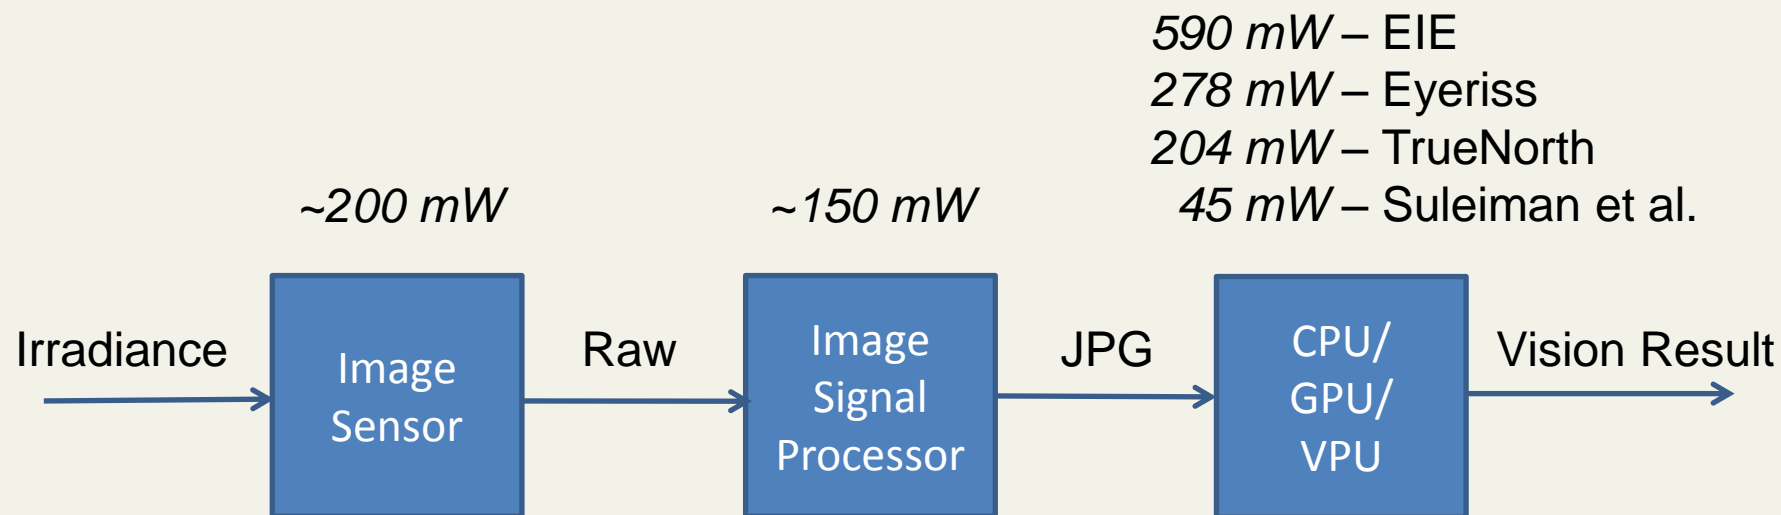 590 mW – EIE
278 mW – Eyeriss
204 mW – TrueNorth
45 mW – Suleiman et al.
~200 mW
~150 mW
Irradiance
Image
Sensor
Raw
Image
Signal
Processor
JPG
CPU/
GPU/
VPU
Vision Result